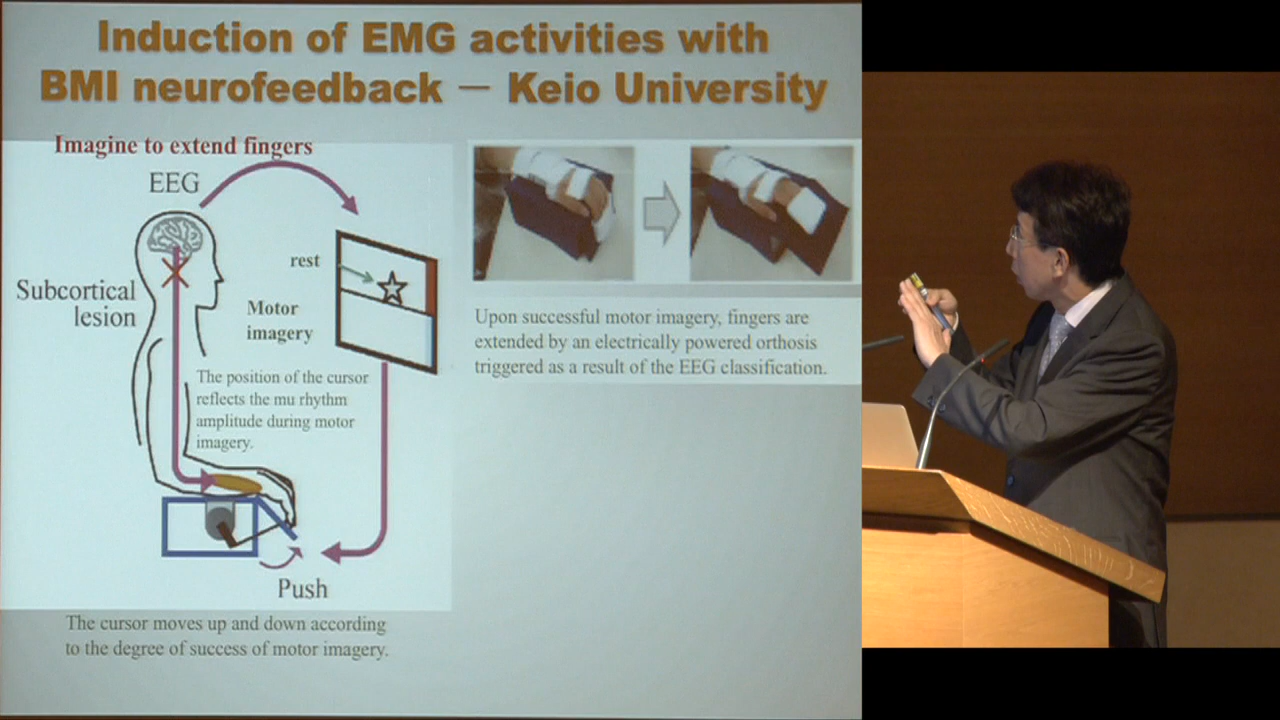 Induction of EMG activities with
BMI neurofeedback － Keio University
Imagine to extend fingers
EEG
rest
Subcortical
lesion
Motor
imagery
The position of the cursor
reflects the mu rhythm
amplitude during motor
imagery.
Push
The cursor moves up and down according
to the degree of success of motor imagery.
Upon successful motor imagery, fingers are
extended by an electrically powered orthosis
triggered as a result of the EEG classification.